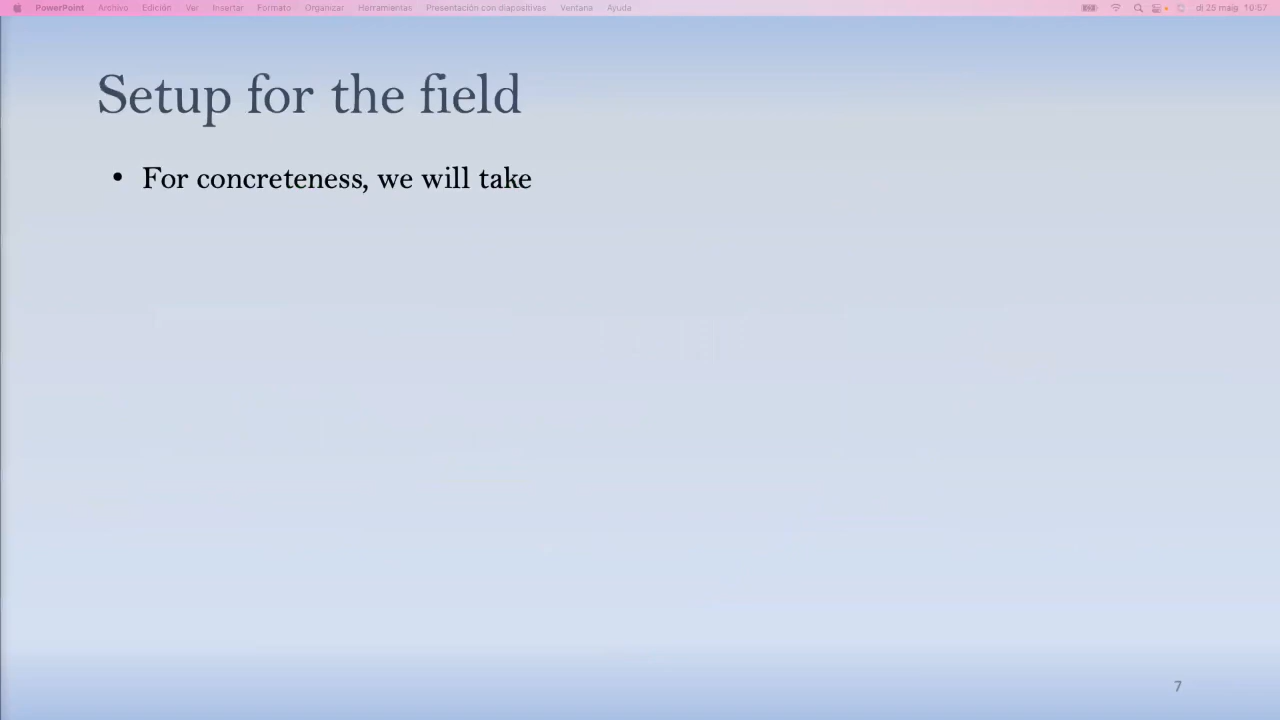 PowerPoint Archivo Edición Ver Insertar Formato Organizar Herramientas Presentación con diapositivas Ventana Ayuda di 25 maig 10:57
Setup for the field
• For concreteness, we will take
7